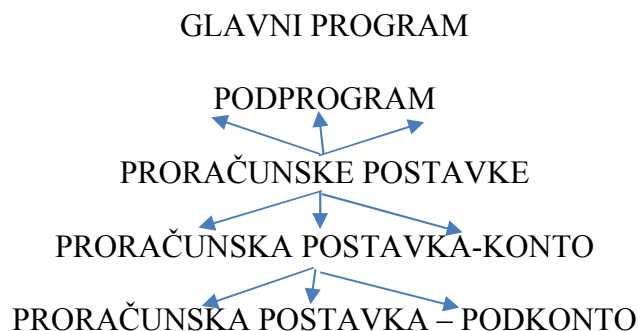 GLAVNI PROGRAM
PODPROGRAM
PRORAČUNSKE POSTAVKE
PRORAČUNSKA POSTAVKA-KONTO
PRORAČUNSKA POSTAVKA – PODKONTO